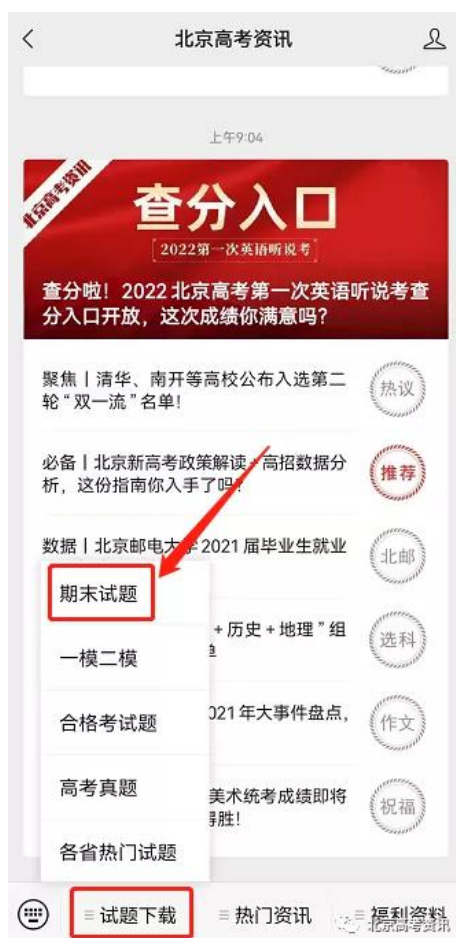 北京高考资讯
上午9:04
北京高考资讯
查分入口
2022第一次英语听说考
查分啦！2022北京高考第一次英语听说考查
分入口开放，这次成绩你满意吗？
聚焦丨清华、南开等高校公布入选第二
轮“双一流”名单！
热议
必备丨北京新高考政策解读+高招数据分
析，这份指南你入手了吗？
推荐
数据丨北京邮电大学2021届毕业生就业
北邮
期末试题
+历史+地理”组
选科
一模二模
021年大事件盘点，
作文
合格考试题
高考真题
美术统考成绩即将
得胜！
祝福
各省热门试题
试题下载
热门资讯
福利资料
北京高考资讯